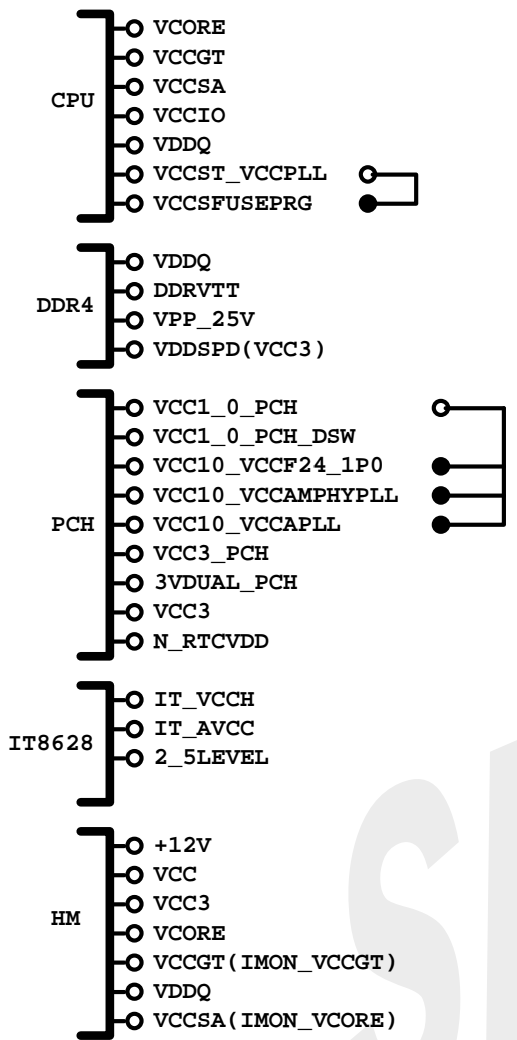 VCORE
VCCGT
VCCSA
CPU
VCCIO
VDDQ
VCCST_VCCPLL
VCCSFUSEPRG
VDDQ
DDR4
DDRVTT
VPP_25V
VDDSPD(VCC3)
VCC1_0_PCH
VCC1_0_PCH_DSW
VCC10_VCCF24_1P0
VCC10_VCCAMPHYPLL
PCH
VCC10_VCCAPLL
VCC3_PCH
3VDUAL_PCH
VCC3
N_RTCVDD
IT_VCCH
IT8628
IT_AVCC
2_5LEVEL
+12V
VCC
VCC3
HM
VCORE
VCCGT(IMON_VCCGT)
VDDQ
VCCSA(IMON_VCORE)